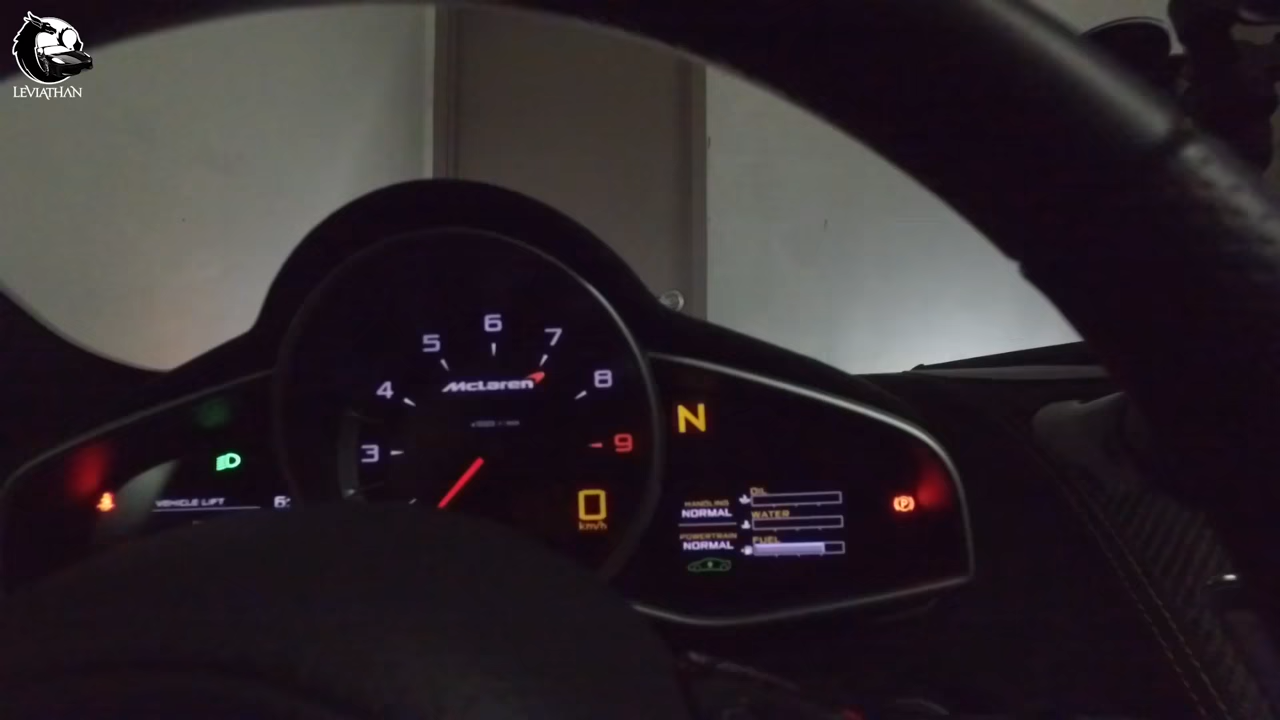 LEVIATHAN
6
5
7
4
McLaren
8
N
3
9
VEHICLE LIFT
0
km/h
HANDLING
NORMAL
POWERTRAIN
NORMAL
OIL
WATER
FUEL
P